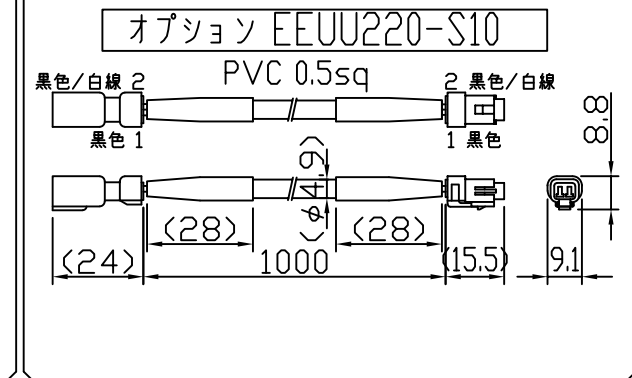 オプション EEUU220-S10
PVC 0.5sq
黒色/白線 2
2 黒色/白線
黒色 1
1 黒色
8.8
(φ4.9)
(28)
(28)
(24)
1000
(15.5)
9.1